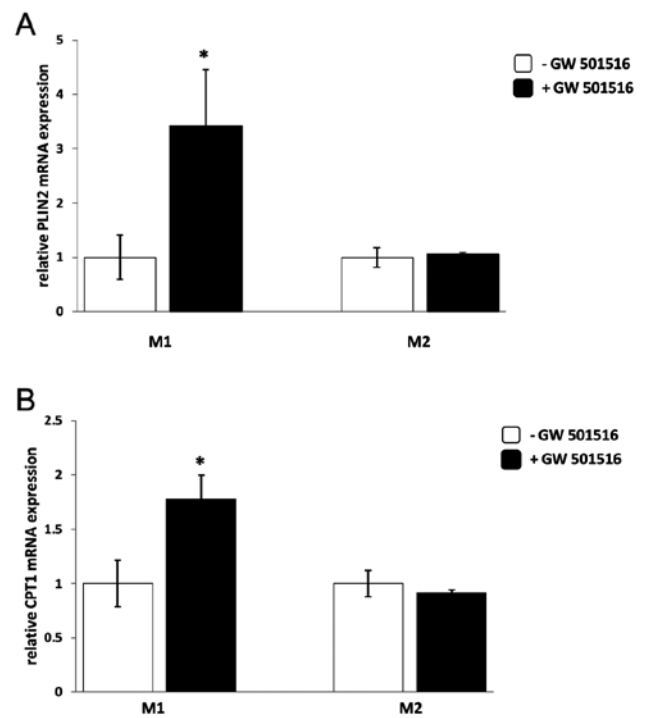 A
relative PLIN2 mRNA expression
5
4
3
2
1
0
*
M1
M2
- GW 501516
+ GW 501516
B
relative CPT1 mRNA expression
2.5
2
1.5
1
0.5
0
*
M1
M2
- GW 501516
+ GW 501516